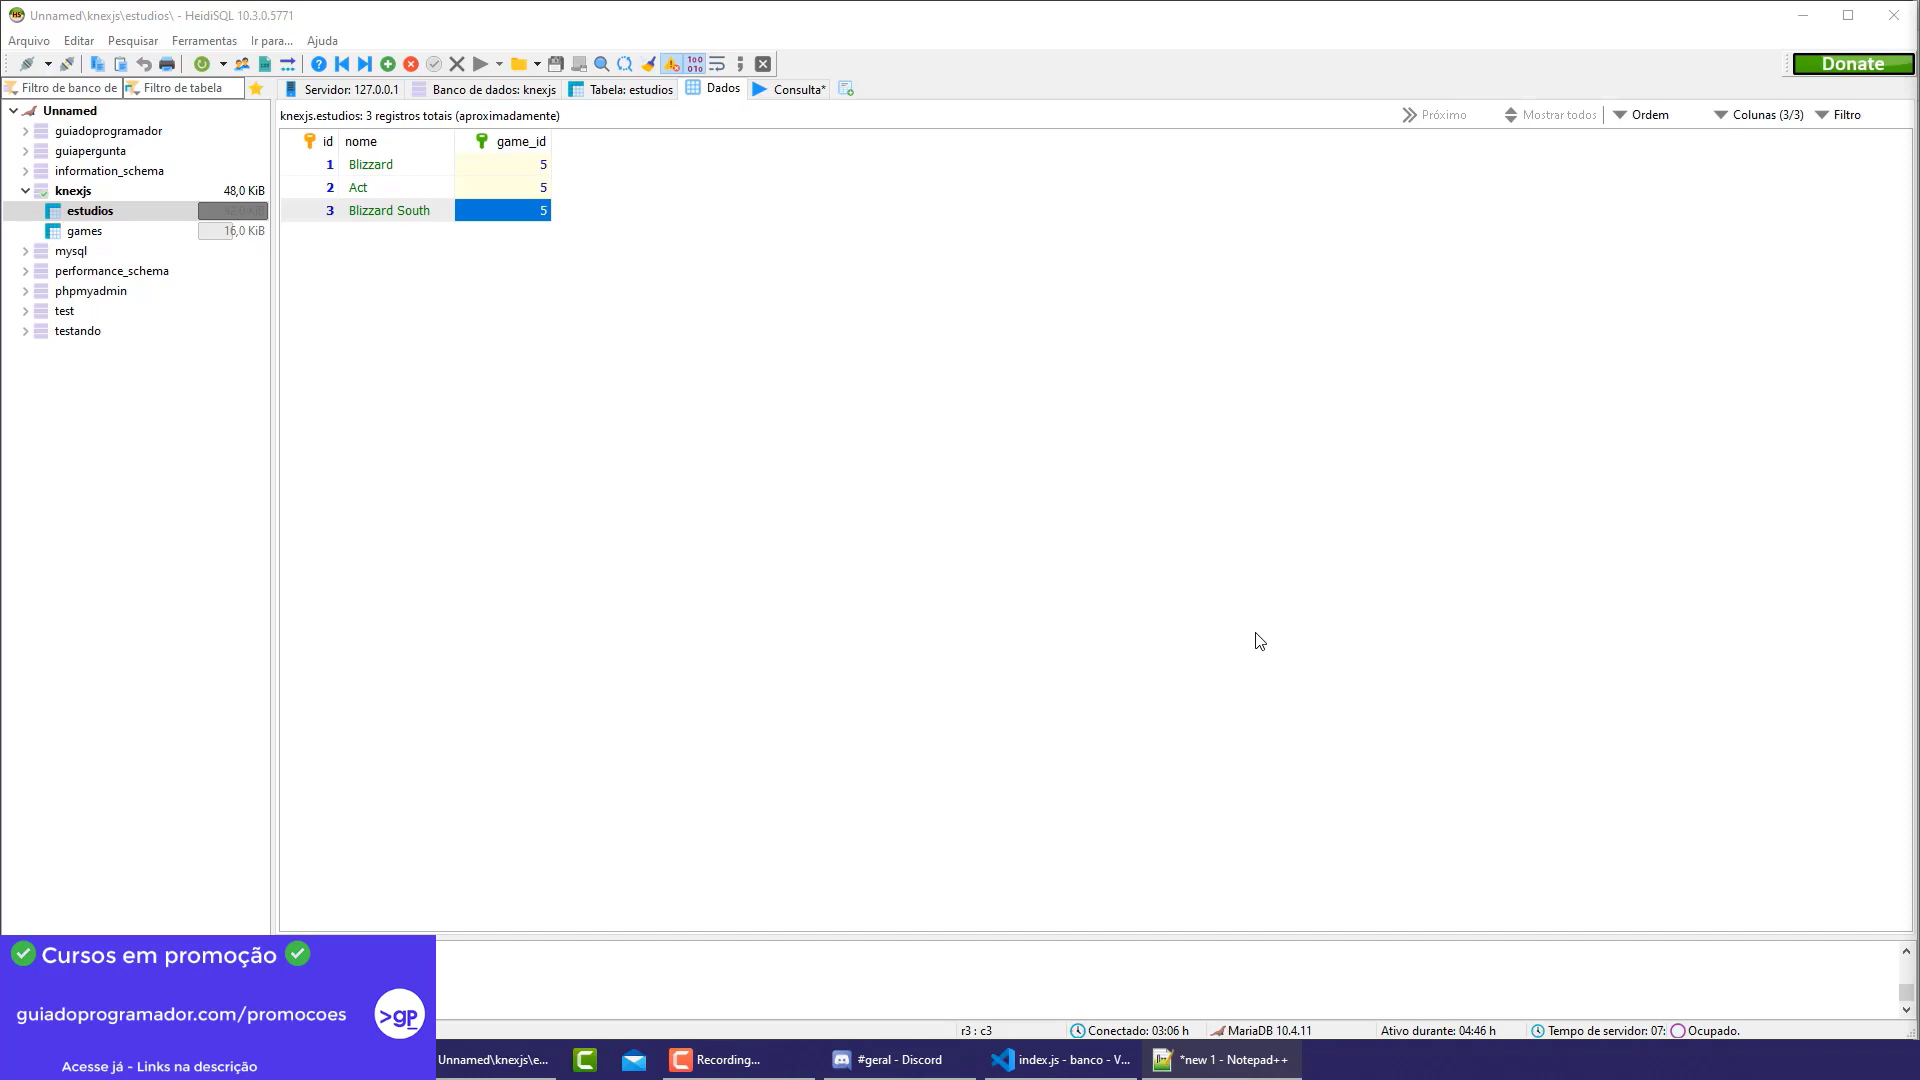 Unnamed\knexjs\estudios\ - HeidiSQL 10.3.0.5771
Arquivo Editar Pesquisar Ferramentas Ir para... Ajuda
Donate
Filtro de banco de Filtro de tabela
Servidor: 127.0.0.1 Banco de dados: knexjs Tabela: estudios Dados Consulta*
Unnamed
guiadoprogramador
guiapergunta
information_schema
knexjs 48,0 KiB
estudios
games 16,0 KiB
mysql
performance_schema
phpmyadmin
test
testando
knexjs.estudios: 3 registros totais (aproximadamente) Próximo Mostrar todos Ordem Colunas (3/3) Filtro
id nome game_id
1 Blizzard 5
2 Act 5
3 Blizzard South 5
Cursos em promoção
guiadoprogramador.com/promocoes
>gp
Acesse já - Links na descrição
r3 : c3 Conectado: 03:06 h MariaDB 10.4.11 Ativo durante: 04:46 h Tempo de servidor: 07: Ocupado.
Unnamed\knexjs\e... Recording... #geral - Discord index.js - banco - V... *new 1 - Notepad++